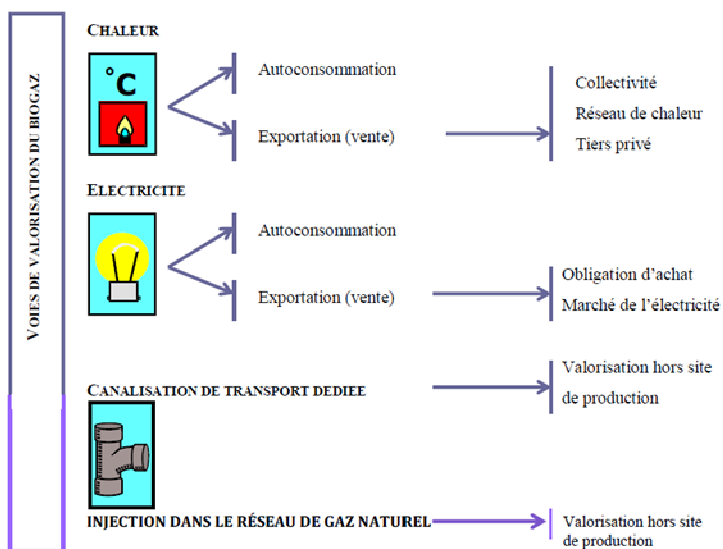 VOIES DE VALORISATION DU BIOGAZ
CHALEUR
°C
Autoconsommation
Exportation (vente)
Collectivité
Réseau de chaleur
Tiers privé
ELECTRICITE
Autoconsommation
Exportation (vente)
Obligation d'achat
Marché de l'électricité
CANALISATION DE TRANSPORT DEDIEE
Valorisation hors site
de production
INJECTION DANS LE RÉSEAU DE GAZ NATUREL
Valorisation hors site
de production